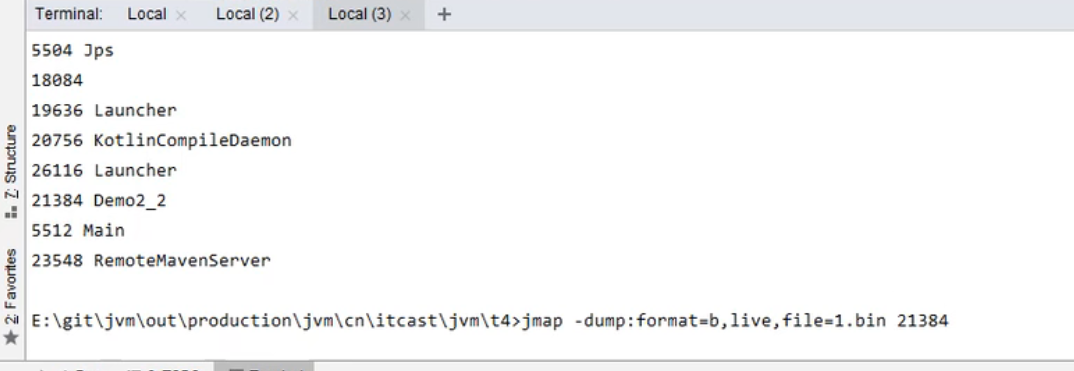 Terminal: Local × Local (2) × Local (3) × +
5504 Jps
18084
19636 Launcher
20756 KotlinCompileDaemon
26116 Launcher
21384 Demo2_2
5512 Main
23548 RemoteMavenServer
E:\git\jvm\out\production\jvm\cn\itcast\jvm\t4>jmap -dump:format=b,live,file=1.bin 21384
Z: Structure
2: Favorites